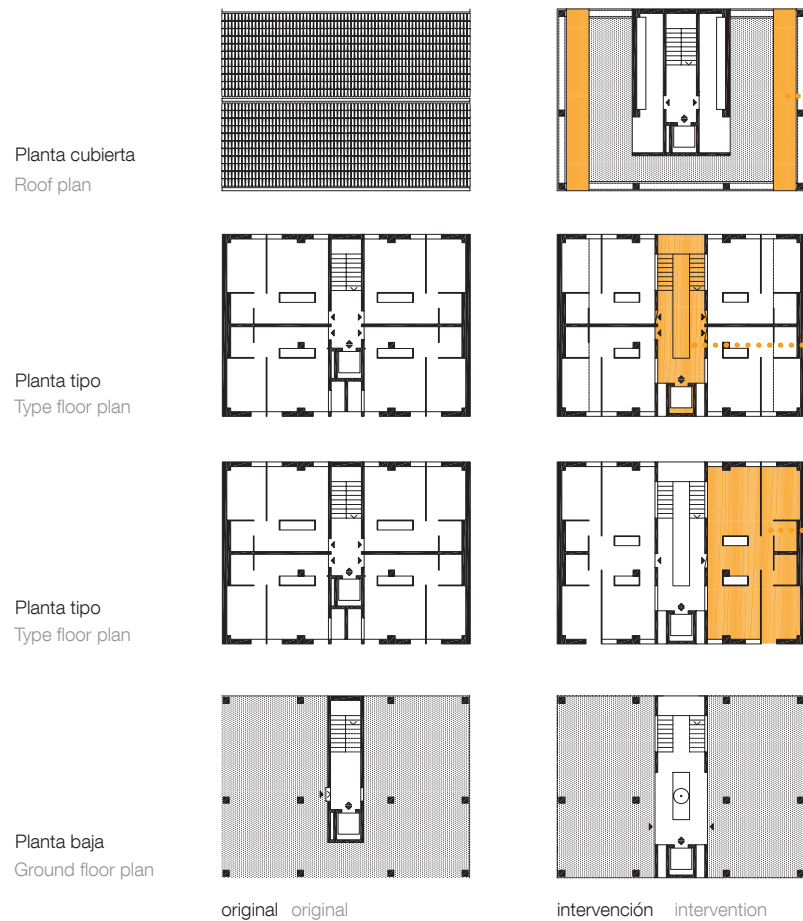 Planta cubierta
Roof plan
Planta tipo
Type floor plan
Planta tipo
Type floor plan
Planta baja
Ground floor plan
original original
intervención intervention